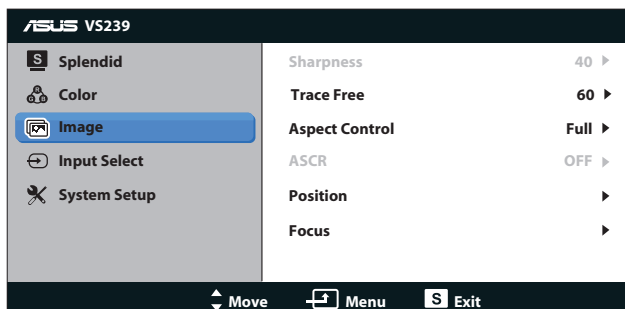 ASUS VS239
S Splendid
R G B Color
Image
Input Select
System Setup
Sharpness 40
Trace Free 60
Aspect Control Full
ASCR OFF
Position
Focus
Move Menu S Exit